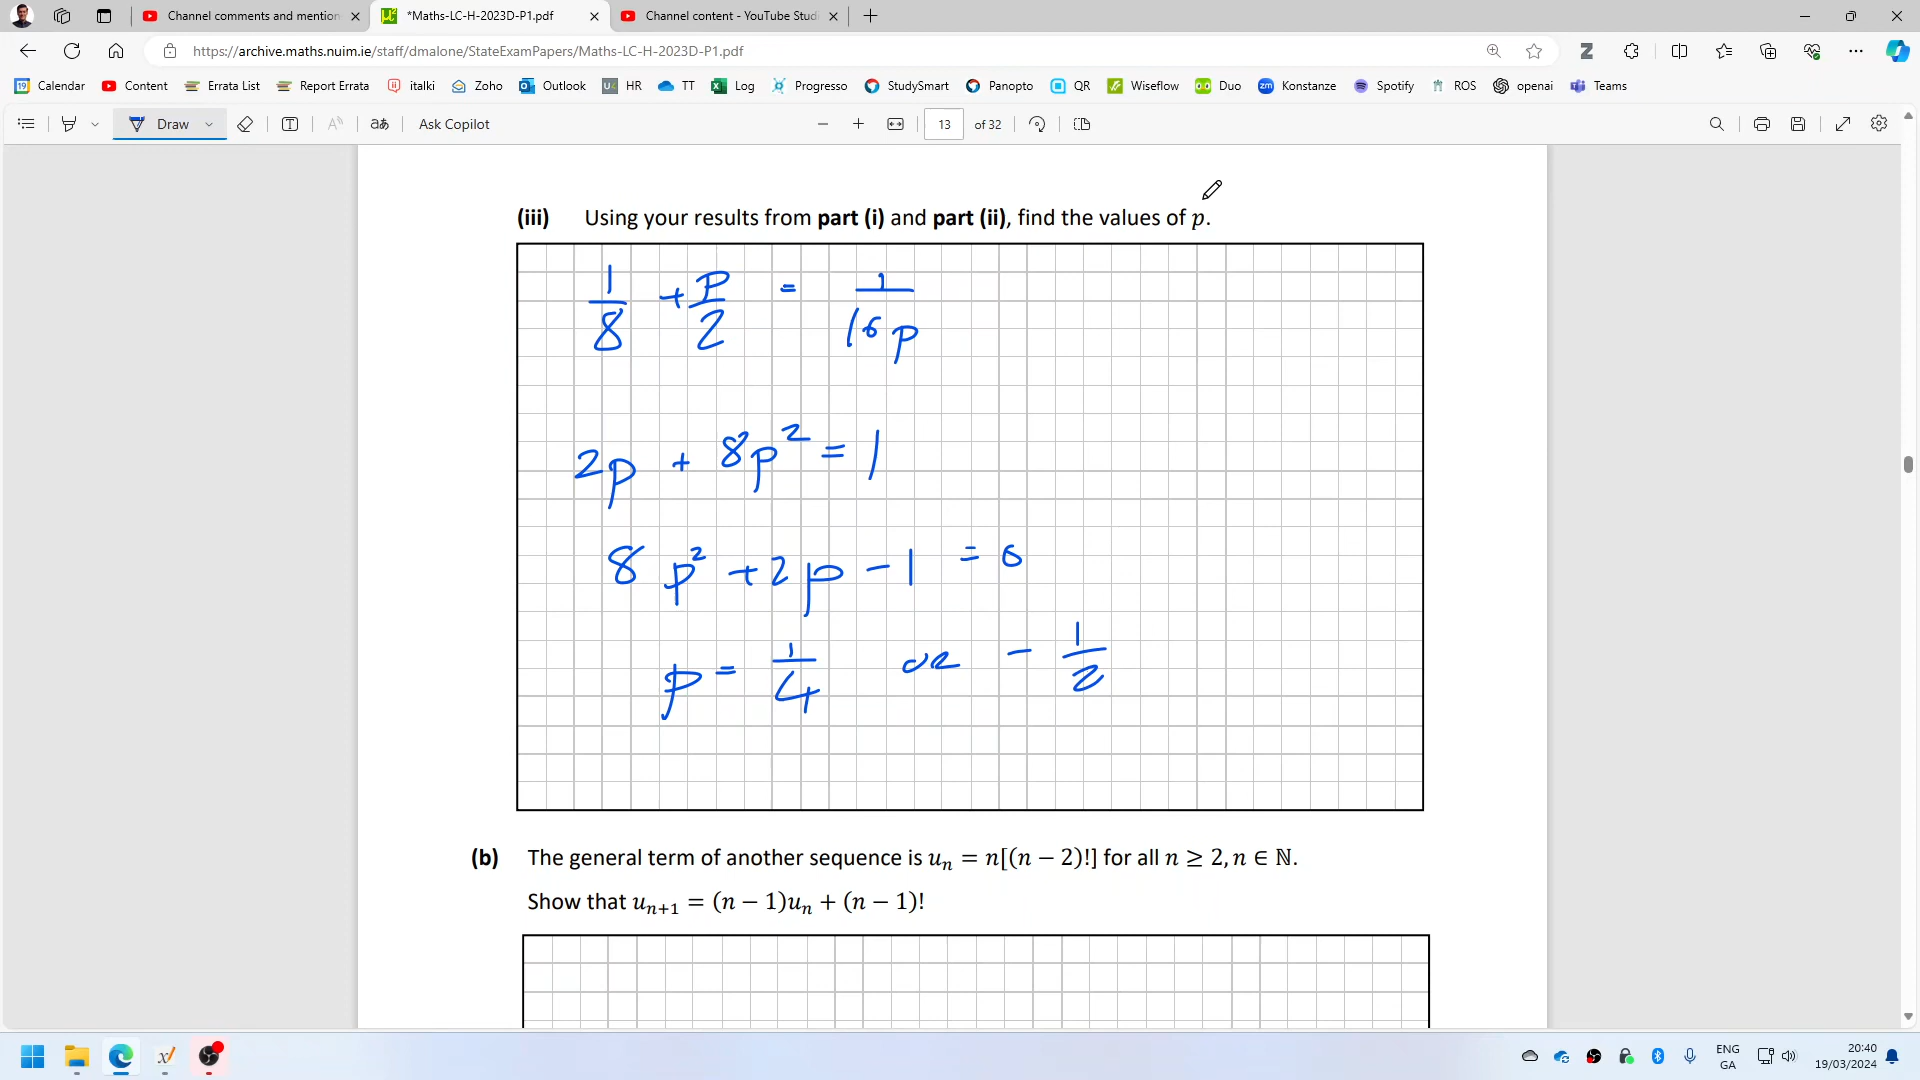 Channel comments and mention
*Maths-LC-H-2023D-P1.pdf
Channel content - YouTube Studi
https://archive.maths.nuim.ie/staff/dmalone/StateExamPapers/Maths-LC-H-2023D-P1.pdf
Calendar Content Errata List Report Errata italki Zoho Outlook HR TT Log Progresso StudySmart Panopto QR Wiseflow Duo Konstanze Spotify ROS openai Teams
Draw Ask Copilot 13 of 32
(iii) Using your results from part (i) and part (ii), find the values of p.
1/8 + p/2 = 1/16p
2p + 8p² = 1
8p² + 2p - 1 = 0
p = 1/4 or - 1/2
(b) The general term of another sequence is uₙ = n[(n − 2)!] for all n ≥ 2, n ∈ ℕ.
Show that uₙ₊₁ = (n − 1)uₙ + (n − 1)!
ENG
GA
20:40
19/03/2024